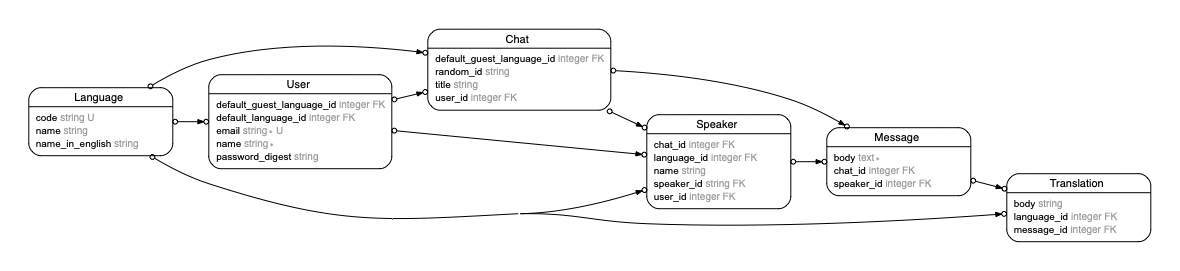 Chat
default_guest_language_id integer FK
random_id string
title string
user_id integer FK
User
default_guest_language_id integer FK
default_language_id integer FK
email string∗ U
name string∗
password_digest string
Language
code string U
name string
name_in_english string
Speaker
chat_id integer FK
language_id integer FK
name string
speaker_id string FK
user_id integer FK
Message
body text∗
chat_id integer FK
speaker_id integer FK
Translation
body string
language_id integer FK
message_id integer FK